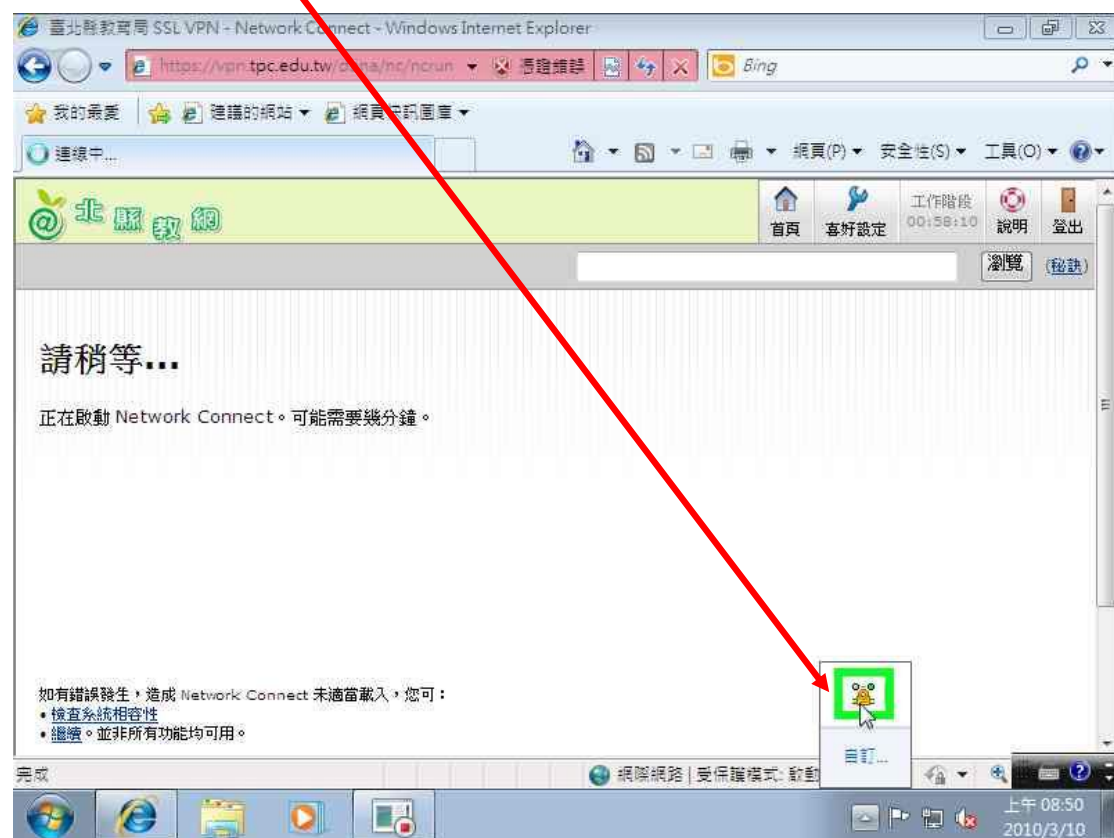 臺北縣教育局 SSL VPN - Network Connect - Windows Internet Explorer
https://vpn.tpc.edu.tw/dana/nc/ncrun 憑證錯誤 Bing
我的最愛 建議的網站 網頁快訊圖庫
連線中... 網頁(P) 安全性(S) 工具(O)
北縣教網 首頁 喜好設定 工作階段 00:58:10 說明 登出
瀏覽 (秘訣)
請稍等...
正在啟動 Network Connect。可能需要幾分鐘。
如有錯誤發生，造成 Network Connect 未適當載入，您可：
• 檢查系統相容性
• 繼續。並非所有功能均可用。
自訂...
完成 網際網路 | 受保護模式: 啟動
上午 08:50
2010/3/10